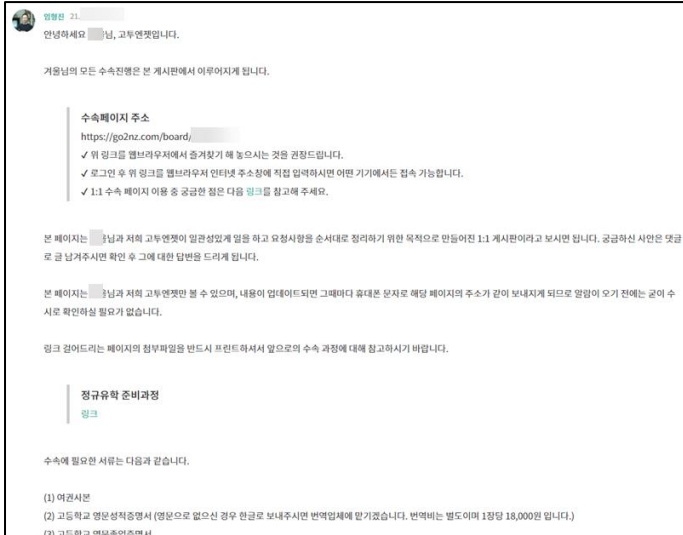 임형진 21.
안녕하세요 님, 고투엔젯입니다.
겨울님의 모든 수속진행은 본 게시판에서 이루어지게 됩니다.
수속페이지 주소
https://go2nz.com/board/
✓ 위 링크를 웹브라우저에서 즐겨찾기 해 놓으시는 것을 권장드립니다.
✓ 로그인 후 위 링크를 웹브라우저 인터넷 주소창에 직접 입력하시면 어떤 기기에서든 접속 가능합니다.
✓ 1:1 수속 페이지 이용 중 궁금한 점은 다음 링크를 참고해 주세요.
본 페이지는 님과 저희 고투엔젯이 일관성있게 일을 하고 요청사항을 순서대로 정리하기 위한 목적으로 만들어진 1:1 게시판이라고 보시면 됩니다. 궁금하신 사안은 댓글
로 글 남겨주시면 확인 후 그에 대한 답변을 드리게 됩니다.
본 페이지는 님과 저희 고투엔젯만 볼 수 있으며, 내용이 업데이트되면 그때마다 휴대폰 문자로 해당 페이지의 주소가 같이 보내지게 되므로 알람이 오기 전에는 굳이 수
시로 확인하실 필요가 없습니다.
링크 걸어드리는 페이지의 첨부파일을 반드시 프린트하셔서 앞으로의 수속 과정에 대해 참고하시기 바랍니다.
정규유학 준비과정
링크
수속에 필요한 서류는 다음과 같습니다.
(1) 여권사본
(2) 고등학교 영문성적증명서 (영문으로 없으신 경우 한글로 보내주시면 번역업체에 맡기겠습니다. 번역비는 별도이며 1장당 18,000원 입니다.)
(3) 고등학교 영문졸업증명서